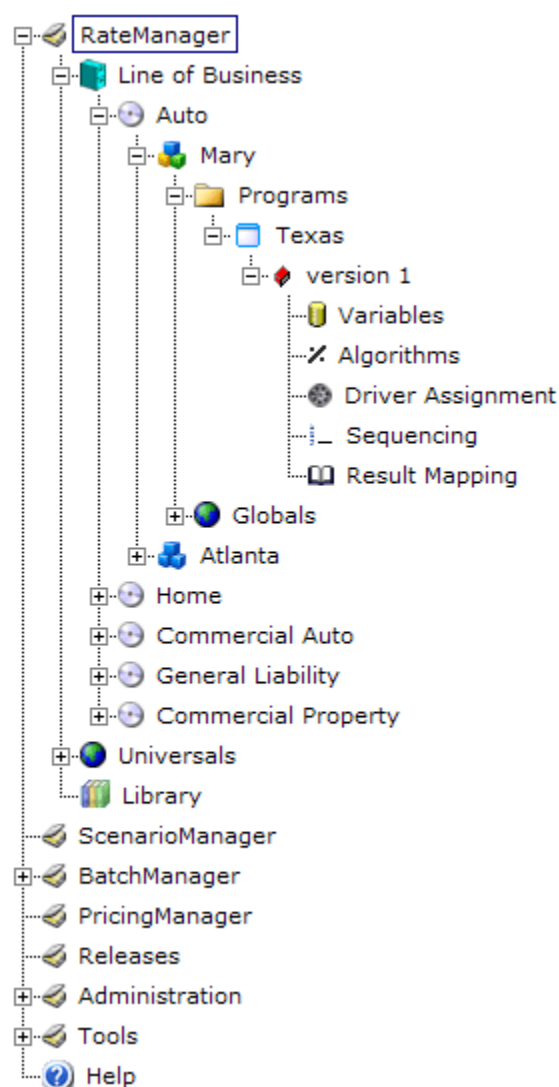 RateManager
Line of Business
Auto
Mary
Programs
Texas
version 1
Variables
Algorithms
Driver Assignment
Sequencing
Result Mapping
Globals
Atlanta
Home
Commercial Auto
General Liability
Commercial Property
Universals
Library
ScenarioManager
BatchManager
PricingManager
Releases
Administration
Tools
Help